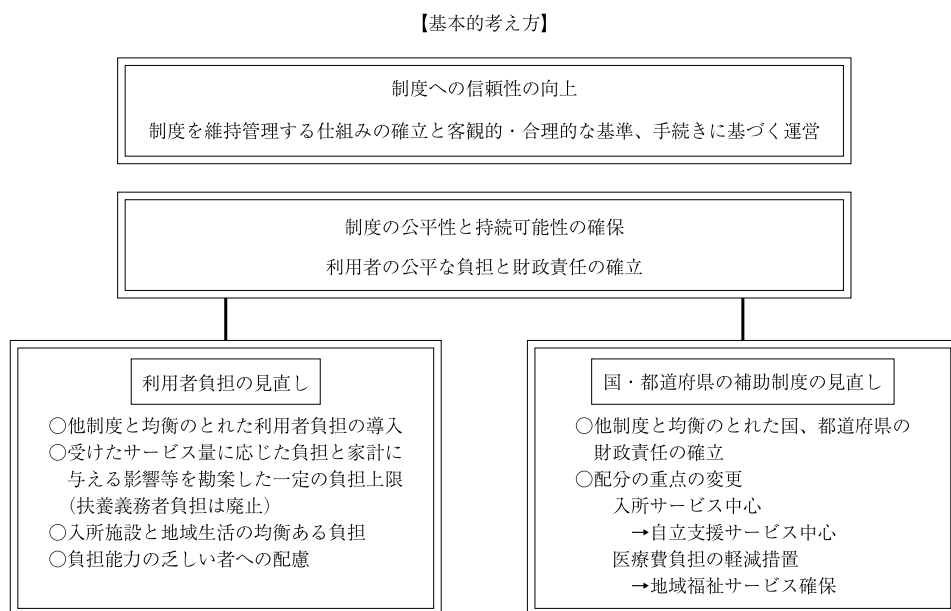 【基本的考え方】
制度への信頼性の向上
制度を維持管理する仕組みの確立と客観的・合理的な基準、手続きに基づく運営
制度の公平性と持続可能性の確保
利用者の公平な負担と財政責任の確立
利用者負担の見直し
○他制度と均衡のとれた利用者負担の導入
○受けたサービス量に応じた負担と家計に
与える影響等を勘案した一定の負担上限
（扶養義務者負担は廃止）
○入所施設と地域生活の均衡ある負担
○負担能力の乏しい者への配慮
国・都道府県の補助制度の見直し
○他制度と均衡のとれた国、都道府県の
財政責任の確立
○配分の重点の変更
入所サービス中心
→自立支援サービス中心
医療費負担の軽減措置
→地域福祉サービス確保